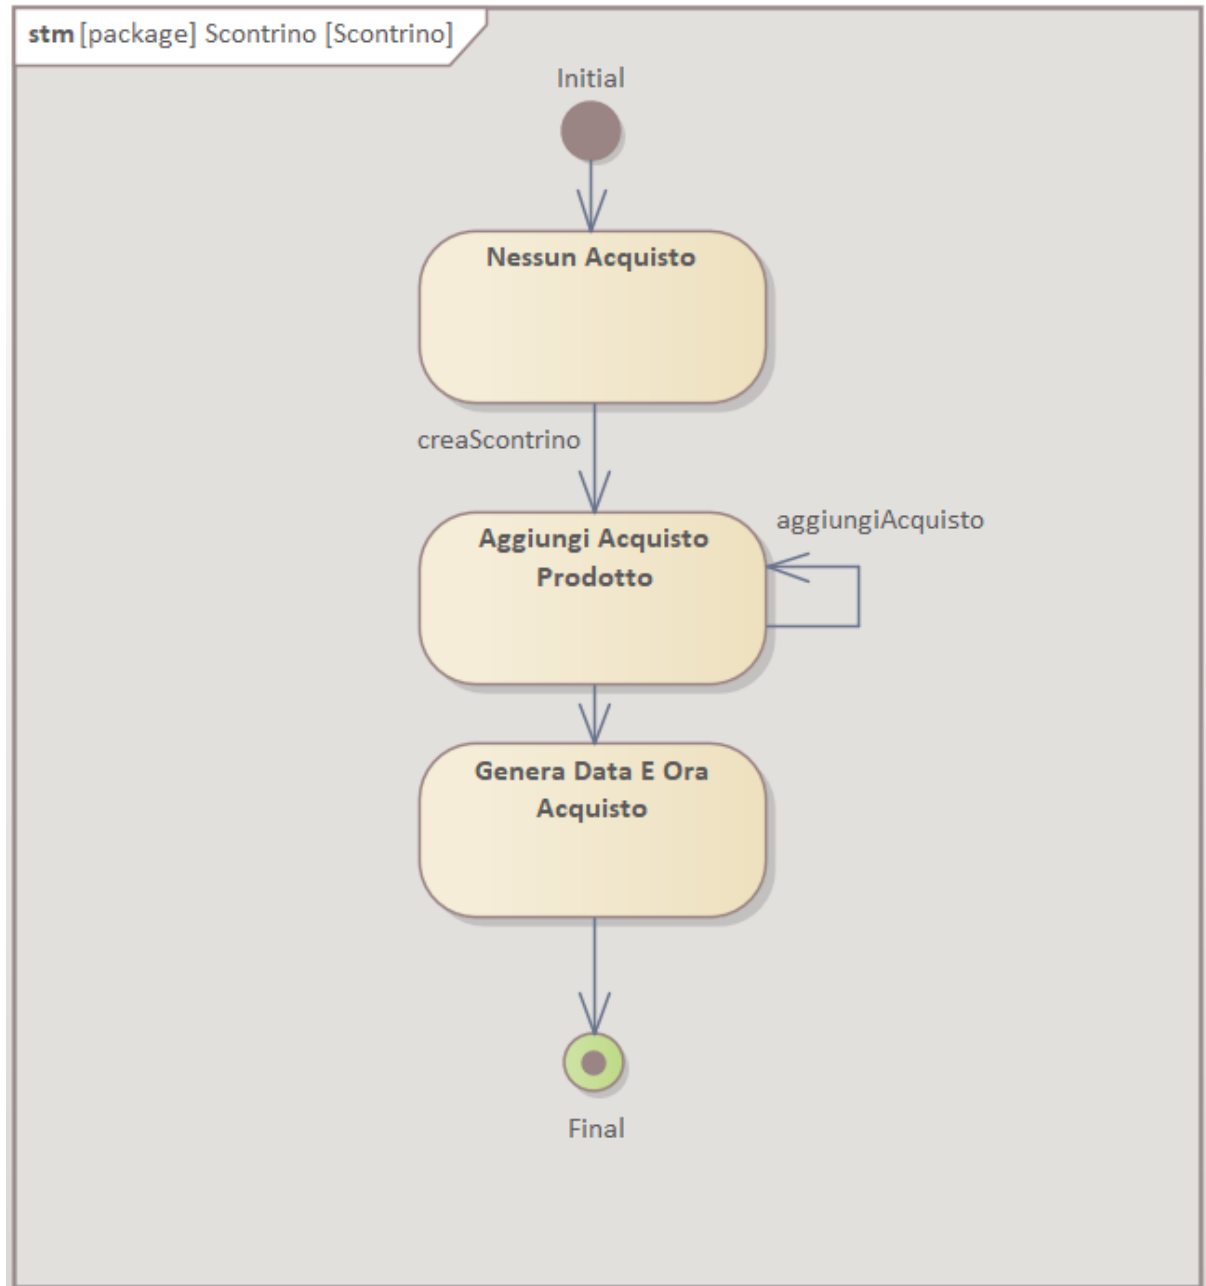 stm [package] Scontrino [Scontrino]
Initial
Nessun Acquisto
creaScontrino
Aggiungi Acquisto
Prodotto
aggiungiAcquisto
Genera Data E Ora
Acquisto
Final